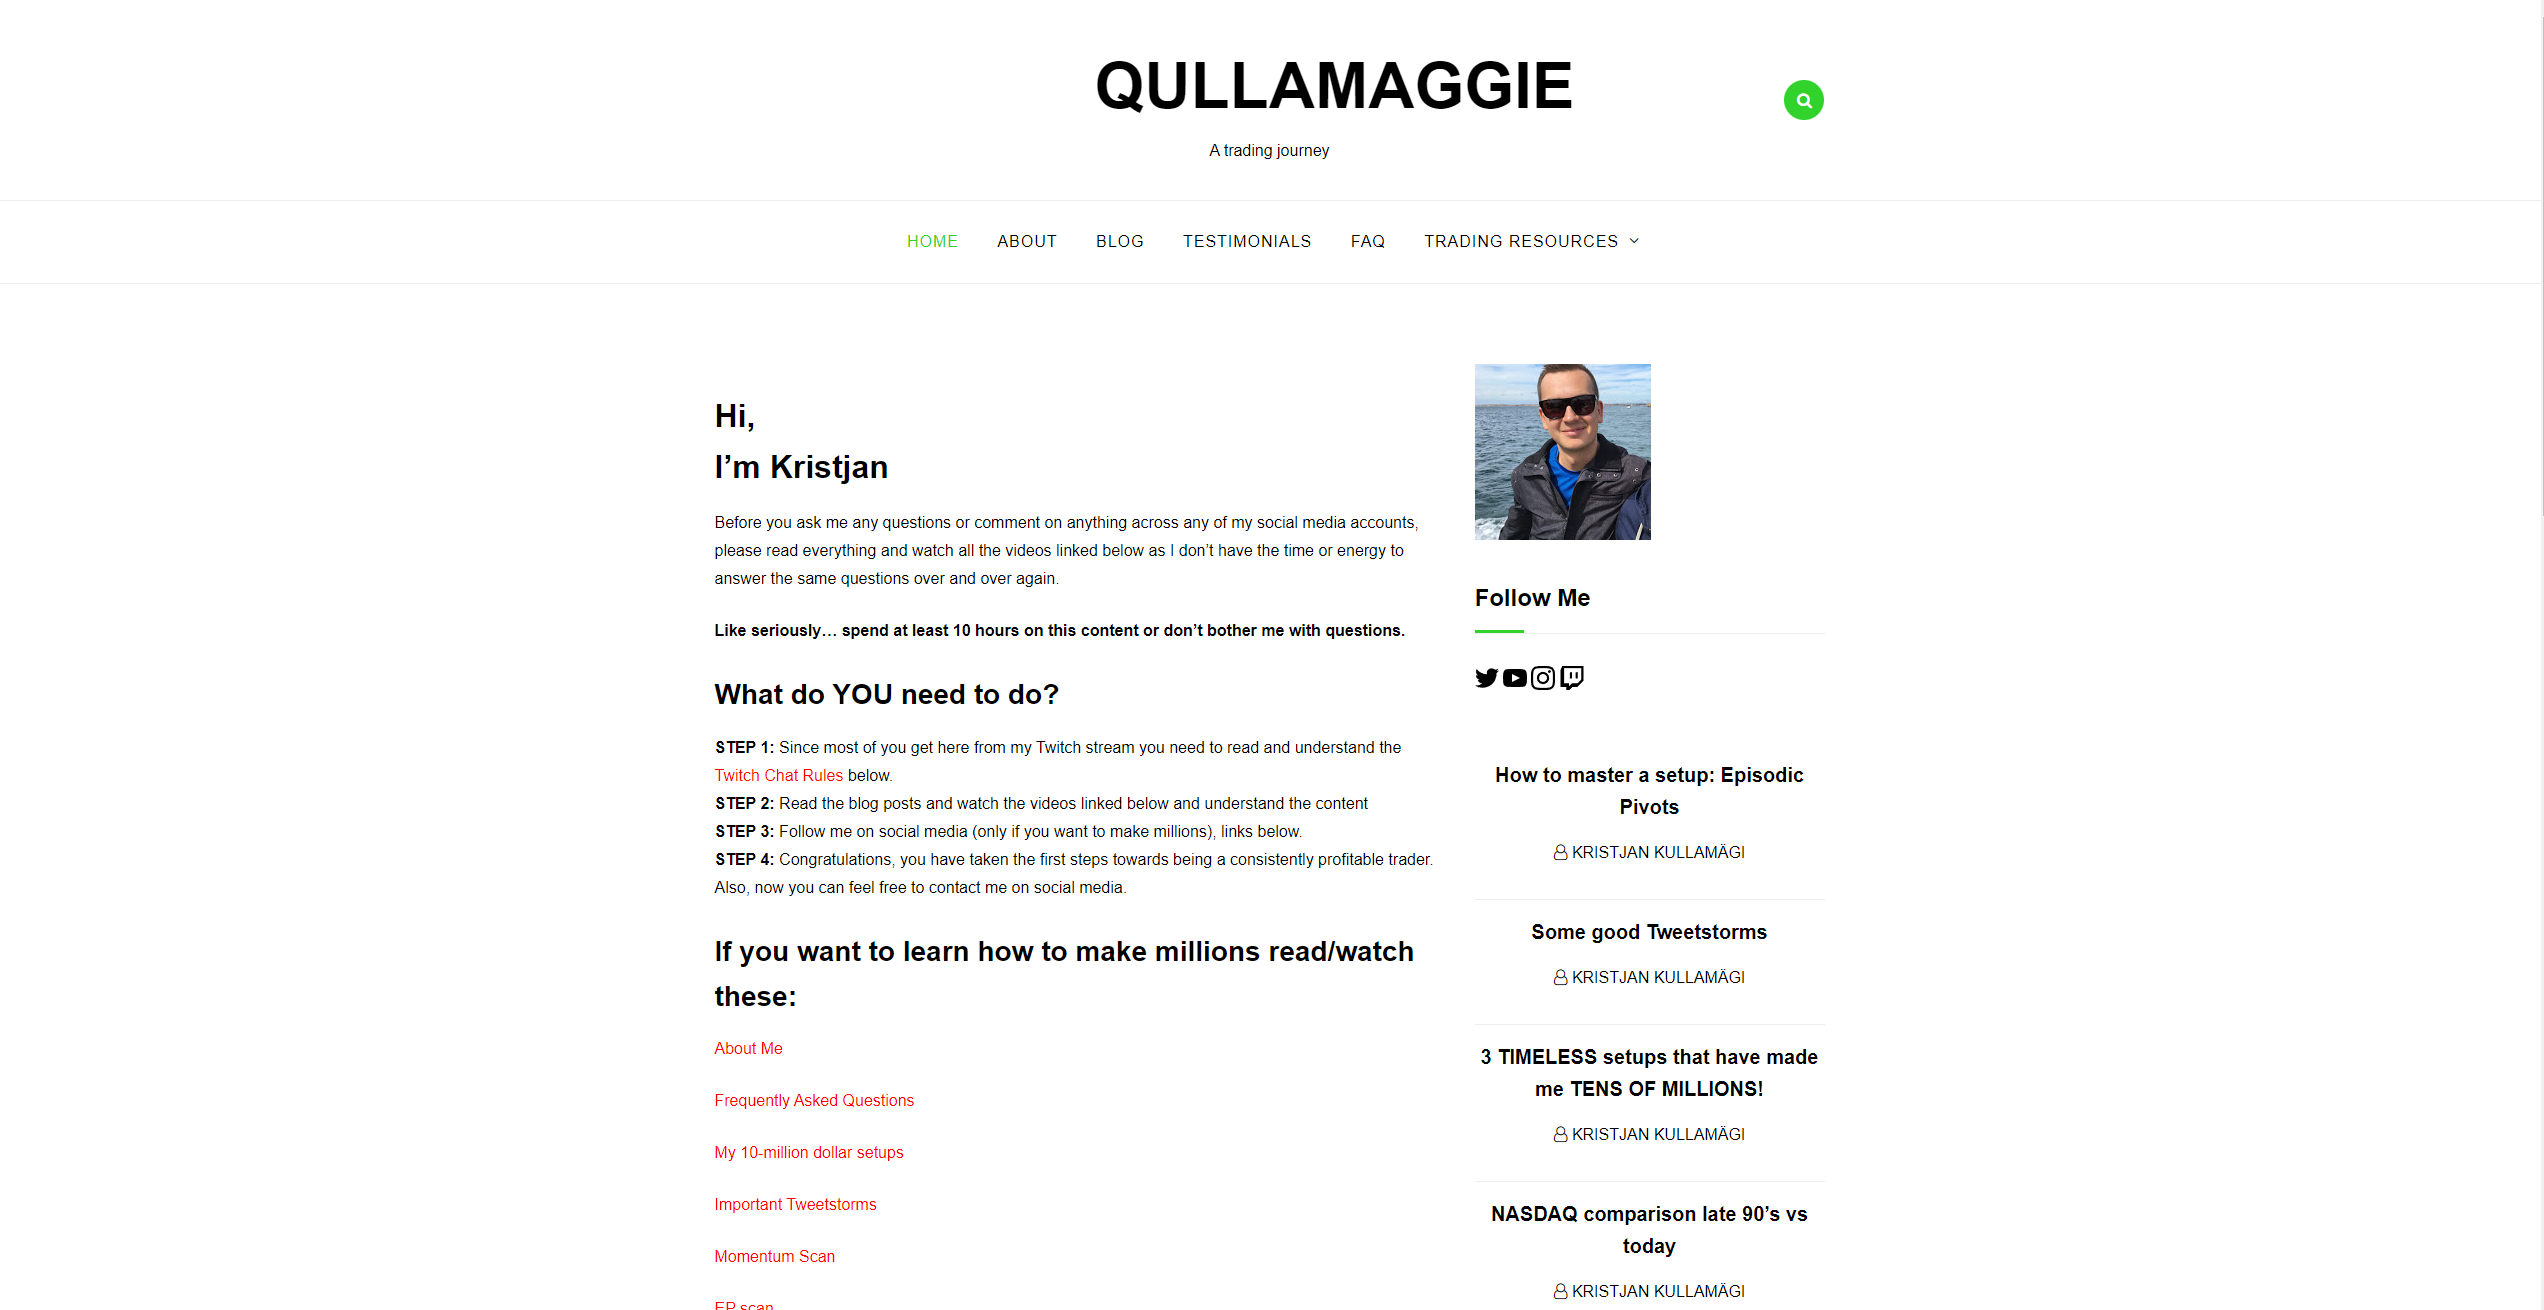 QULLAMAGGIE
A trading journey
HOME ABOUT BLOG TESTIMONIALS FAQ TRADING RESOURCES
Hi,
I’m Kristjan
Before you ask me any questions or comment on anything across any of my social media accounts,
please read everything and watch all the videos linked below as I don’t have the time or energy to
answer the same questions over and over again.
Like seriously… spend at least 10 hours on this content or don’t bother me with questions.
What do YOU need to do?
STEP 1: Since most of you get here from my Twitch stream you need to read and understand the
Twitch Chat Rules below.
STEP 2: Read the blog posts and watch the videos linked below and understand the content
STEP 3: Follow me on social media (only if you want to make millions), links below.
STEP 4: Congratulations, you have taken the first steps towards being a consistently profitable trader.
Also, now you can feel free to contact me on social media.
If you want to learn how to make millions read/watch
these:
About Me
Frequently Asked Questions
My 10-million dollar setups
Important Tweetstorms
Momentum Scan
EP scan
Follow Me
How to master a setup: Episodic
Pivots
KRISTJAN KULLAMÄGI
Some good Tweetstorms
KRISTJAN KULLAMÄGI
3 TIMELESS setups that have made
me TENS OF MILLIONS!
KRISTJAN KULLAMÄGI
NASDAQ comparison late 90’s vs
today
KRISTJAN KULLAMÄGI